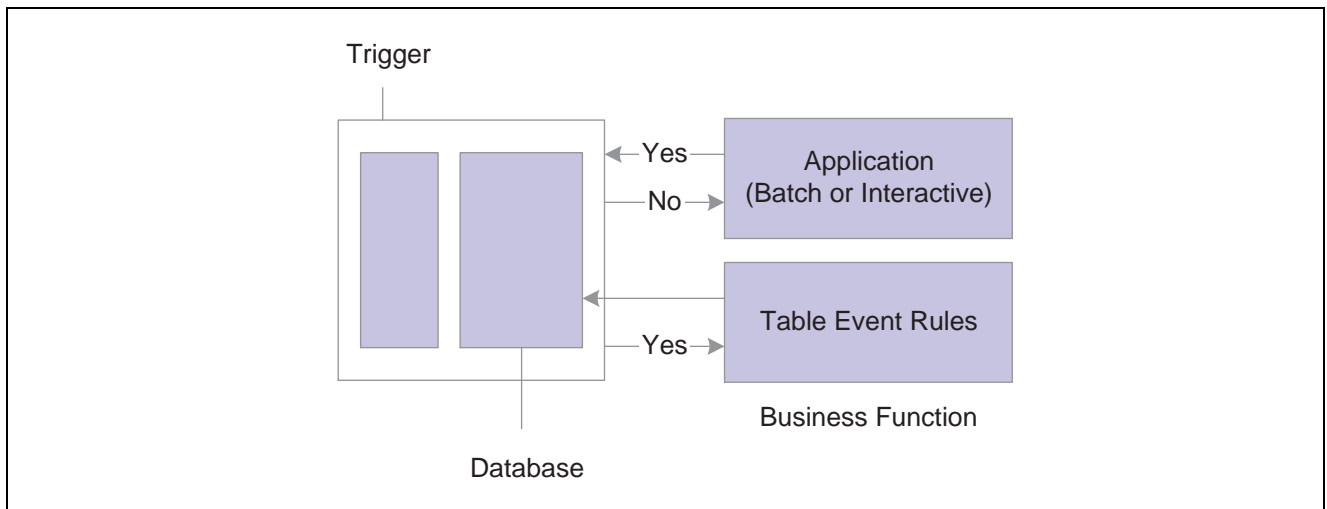 Trigger
Yes
No
Application
(Batch or Interactive)
Table Event Rules
Yes
Business Function
Database